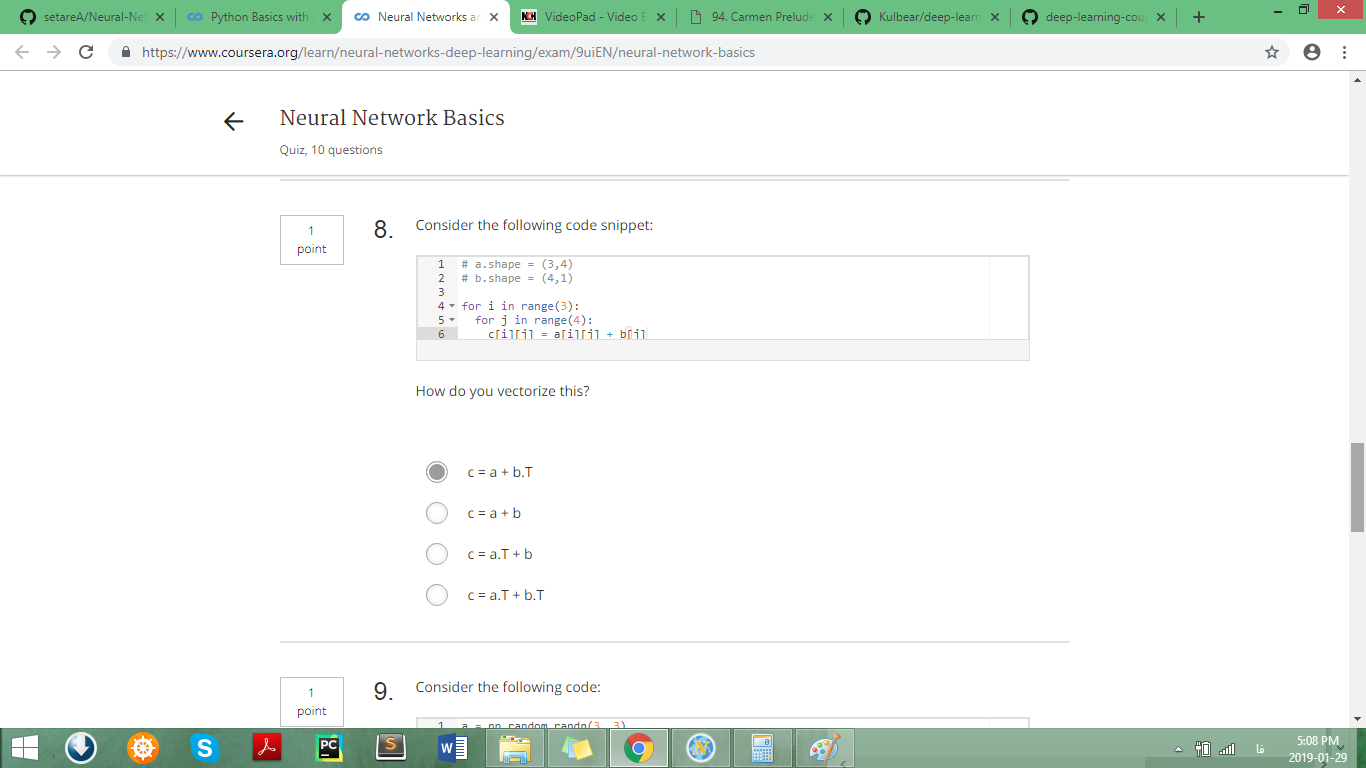 setareA/Neural-Ne
Python Basics with
Neural Networks an
VideoPad - Video E
94. Carmen Prelude
Kulbear/deep-learn
deep-learning-cou
https://www.coursera.org/learn/neural-networks-deep-learning/exam/9uiEN/neural-network-basics
Neural Network Basics
Quiz, 10 questions
1
point
8.
Consider the following code snippet:
1 # a.shape = (3,4)
2 # b.shape = (4,1)
3
4 for i in range(3):
5 for j in range(4):
6 c[i][j] = a[i][j] + b[j]
How do you vectorize this?
c = a + b.T
c = a + b
c = a.T + b
c = a.T + b.T
1
point
9.
Consider the following code:
1 a = np.random.randn(3, 3)
فا
5:08 PM
2019-01-29